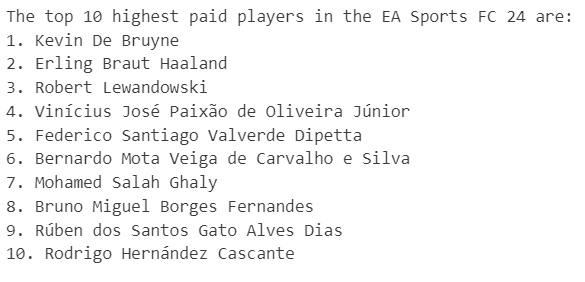 The top 10 highest paid players in the EA Sports FC 24 are:
1. Kevin De Bruyne
2. Erling Braut Haaland
3. Robert Lewandowski
4. Vinícius José Paixão de Oliveira Júnior
5. Federico Santiago Valverde Dipetta
6. Bernardo Mota Veiga de Carvalho e Silva
7. Mohamed Salah Ghaly
8. Bruno Miguel Borges Fernandes
9. Rúben dos Santos Gato Alves Dias
10. Rodrigo Hernández Cascante